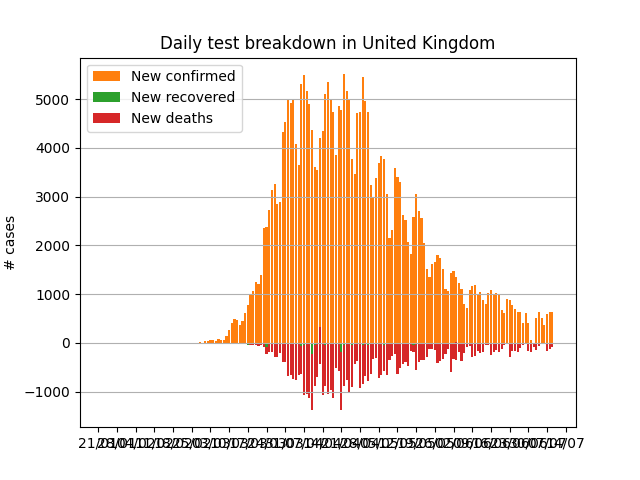 Daily test breakdown in United Kingdom
New confirmed
New recovered
New deaths
# cases
5000
4000
3000
2000
1000
0
−1000